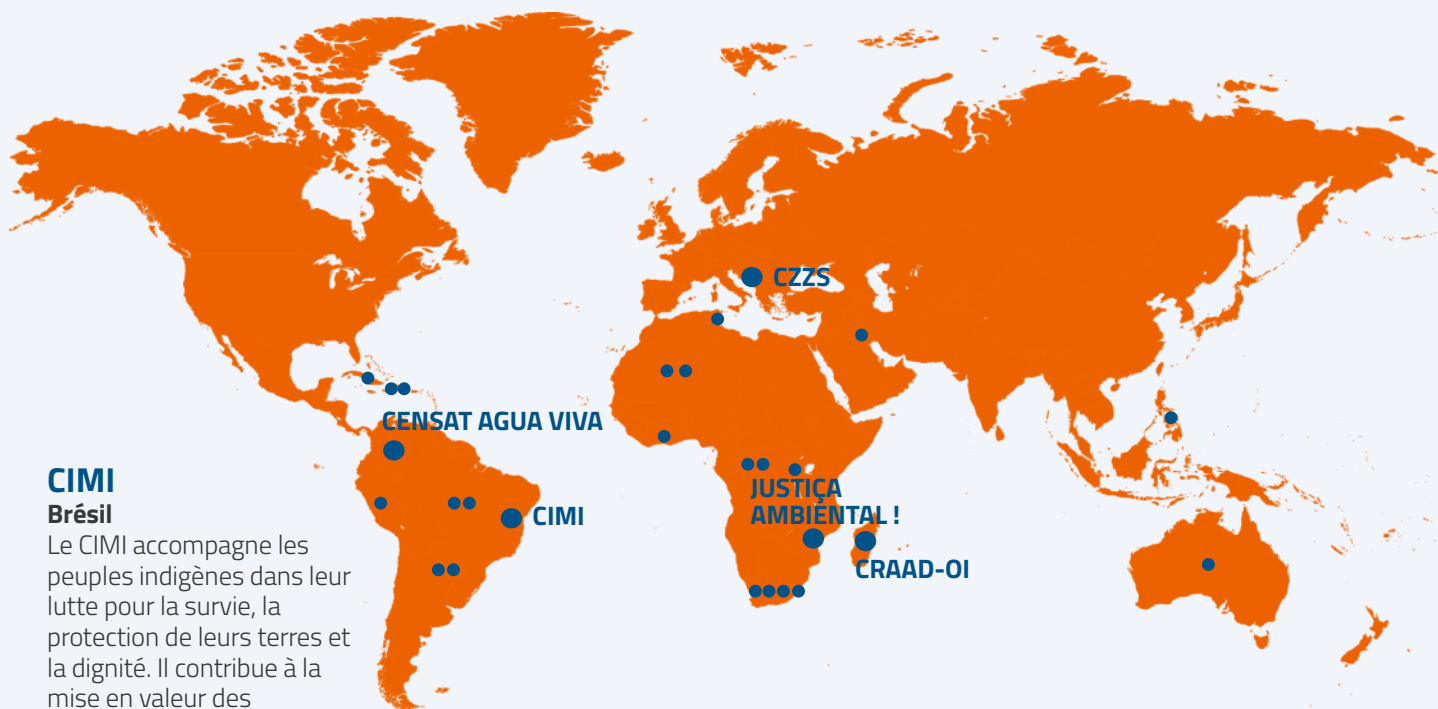 CZZS
CENSAT AGUA VIVA
CIMI
JUSTIÇA
AMBIENTAL !
CRAAD-OI
CIMI
Brésil
Le CIMI accompagne les
peuples indigènes dans leur
lutte pour la survie, la
protection de leurs terres et
la dignité. Il contribue à la
mise en valeur des